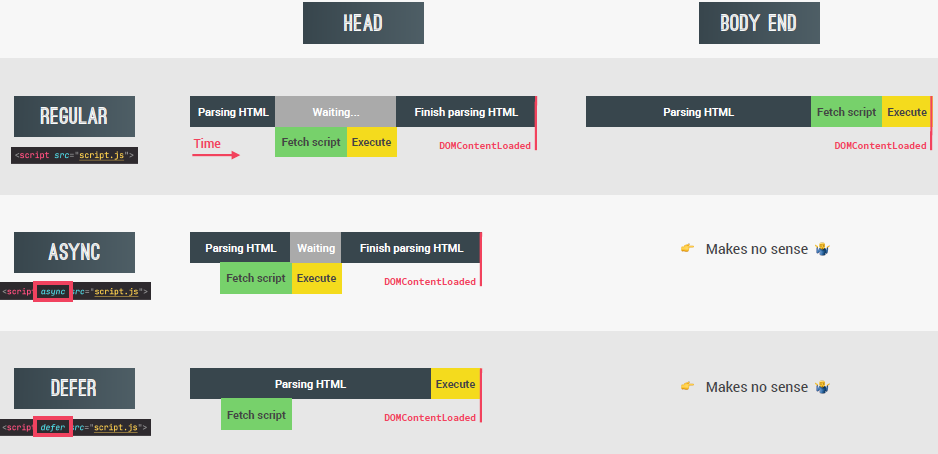 HEAD
BODY END
REGULAR
<script src="script.js">
Parsing HTML
Waiting...
Finish parsing HTML
Fetch script
Execute
Time
DOMContentLoaded
Parsing HTML
Fetch script
Execute
DOMContentLoaded
ASYNC
<script async src="script.js">
Parsing HTML
Waiting
Finish parsing HTML
Fetch script
Execute
DOMContentLoaded
👉 Makes no sense 🤷‍♂️
DEFER
<script defer src="script.js">
Parsing HTML
Execute
Fetch script
DOMContentLoaded
👉 Makes no sense 🤷‍♂️